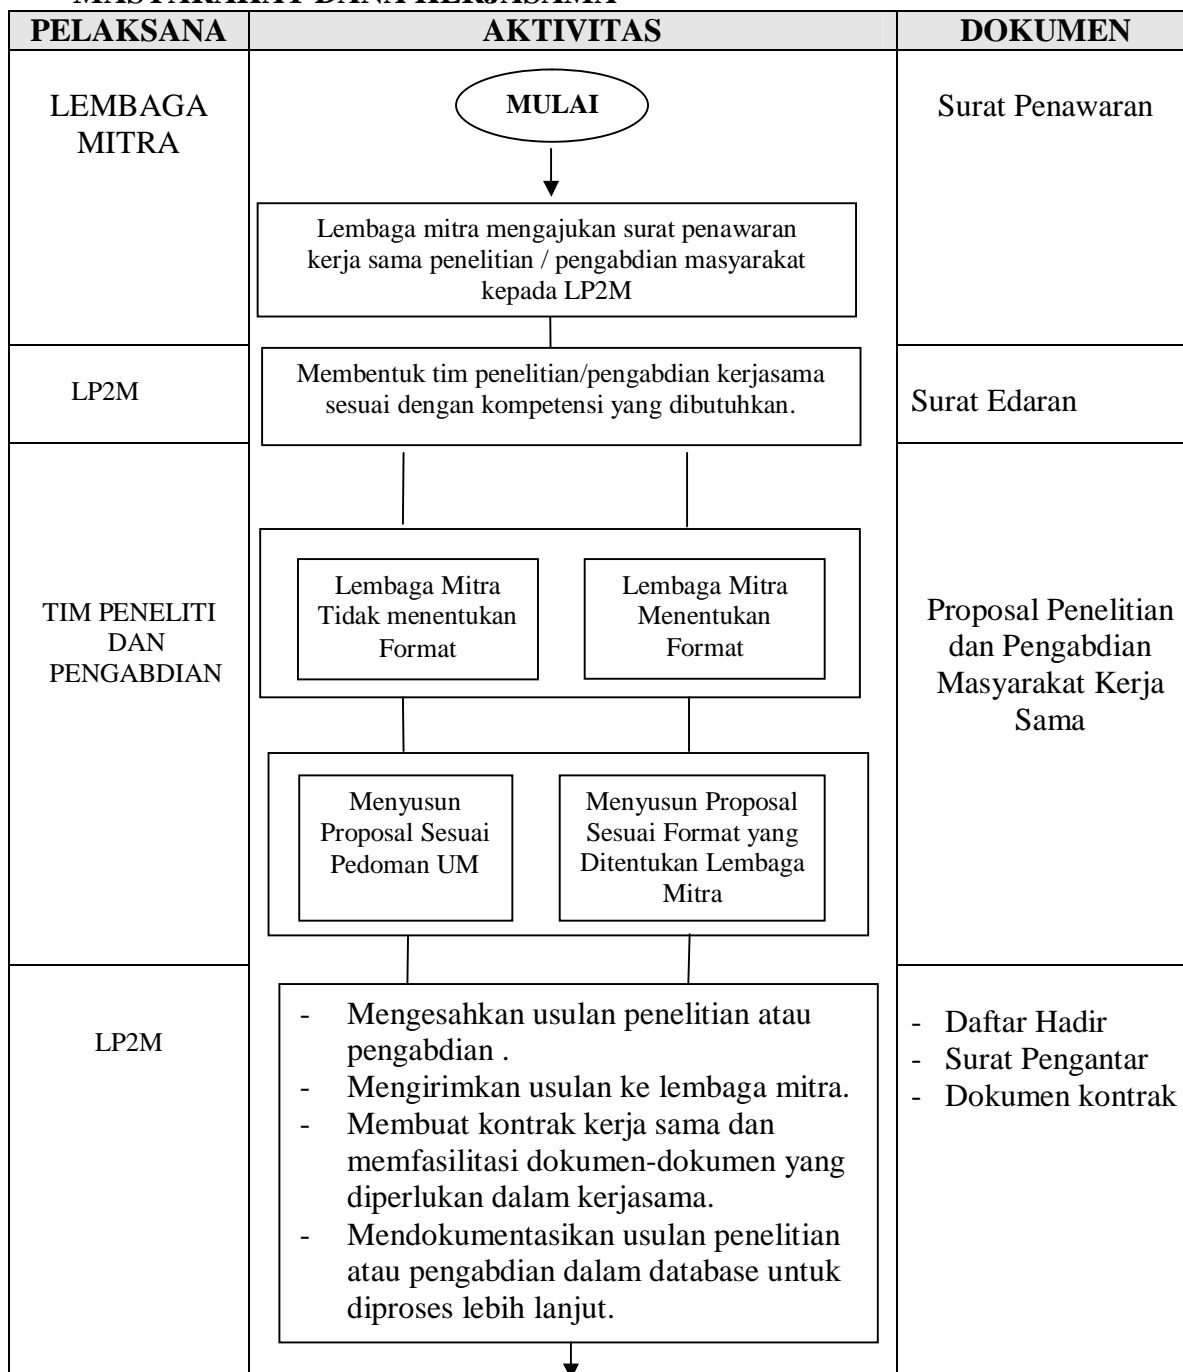 MASYARAKAT DANA KERJASAMA
PELAKSANA
AKTIVITAS
DOKUMEN
LEMBAGA
MITRA
MULAI
Surat Penawaran
Lembaga mitra mengajukan surat penawaran
kerja sama penelitian / pengabdian masyarakat
kepada LP2M
LP2M
Membentuk tim penelitian/pengabdian kerjasama
sesuai dengan kompetensi yang dibutuhkan.
Surat Edaran
TIM PENELITI
DAN
PENGABDIAN
Lembaga Mitra
Tidak menentukan
Format
Lembaga Mitra
Menentukan
Format
Menyusun
Proposal Sesuai
Pedoman UM
Menyusun Proposal
Sesuai Format yang
Ditentukan Lembaga
Mitra
Proposal Penelitian
dan Pengabdian
Masyarakat Kerja
Sama
LP2M
- Mengesahkan usulan penelitian atau
pengabdian .
- Mengirimkan usulan ke lembaga mitra.
- Membuat kontrak kerja sama dan
memfasilitasi dokumen-dokumen yang
diperlukan dalam kerjasama.
- Mendokumentasikan usulan penelitian
atau pengabdian dalam database untuk
diproses lebih lanjut.
- Daftar Hadir
- Surat Pengantar
- Dokumen kontrak